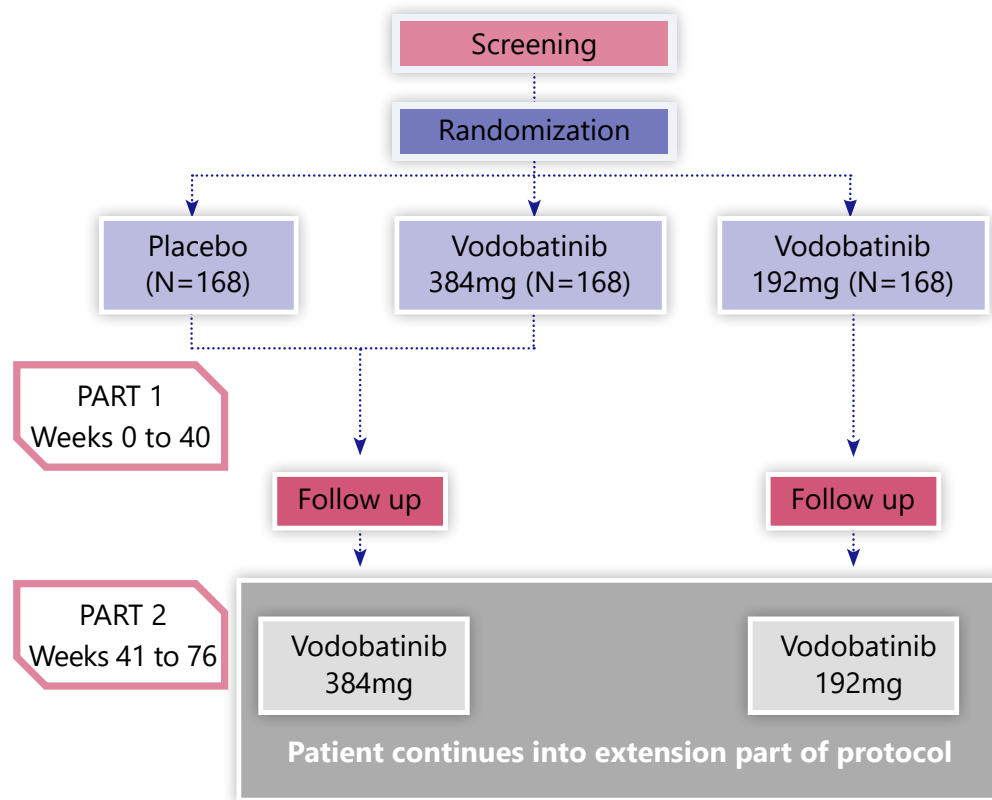 Screening
Randomization
Placebo
(N=168)
Vodobatinib
384mg (N=168)
Vodobatinib
192mg (N=168)
PART 1
Weeks 0 to 40
Follow up
Follow up
PART 2
Weeks 41 to 76
Vodobatinib
384mg
Vodobatinib
192mg
Patient continues into extension part of protocol